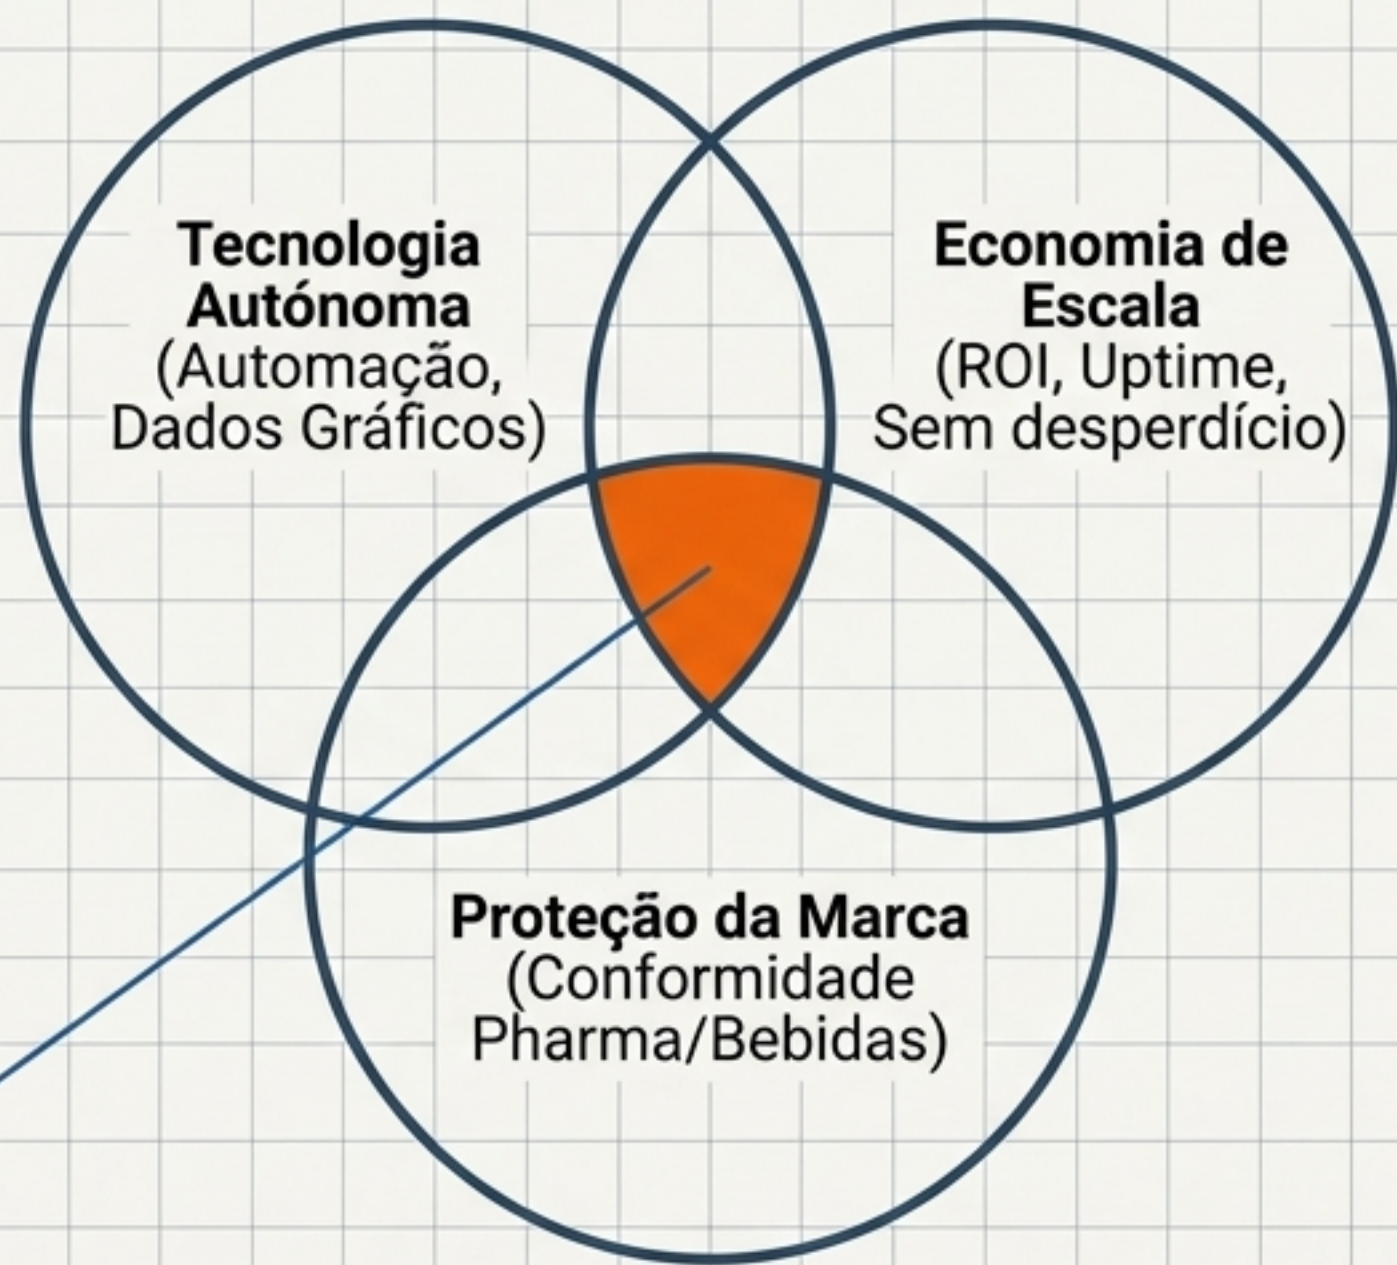 Tecnologia
Autónoma
(Automação,
Dados Gráficos)
Economia de
Escala
(ROI, Uptime,
Sem desperdício)
Proteção da Marca
(Conformidade
Pharma/Bebidas)